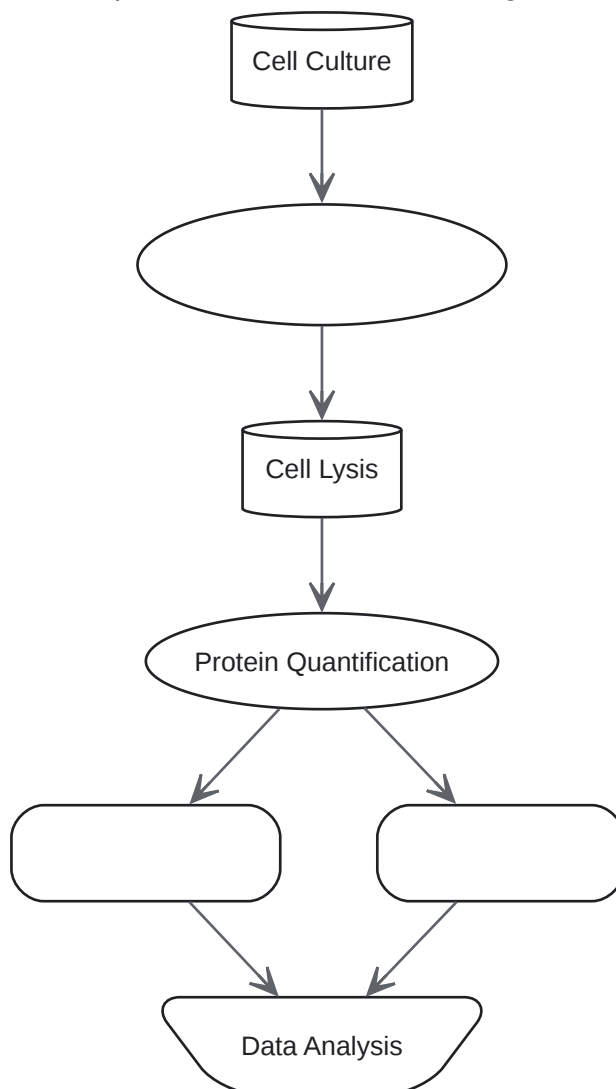 Cell Culture
Cell Lysis
Protein Quantification
Data Analysis